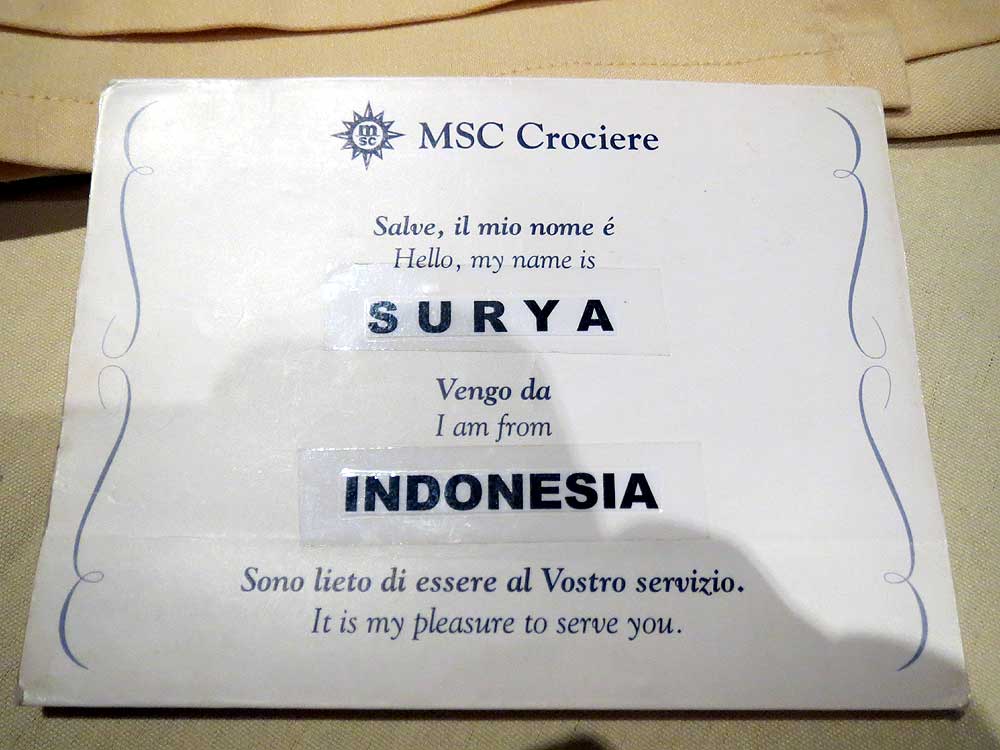 m
sc
MSC Crociere
Salve, il mio nome é
Hello, my name is
SURYA
Vengo da
I am from
INDONESIA
Sono lieto di essere al Vostro servizio.
It is my pleasure to serve you.